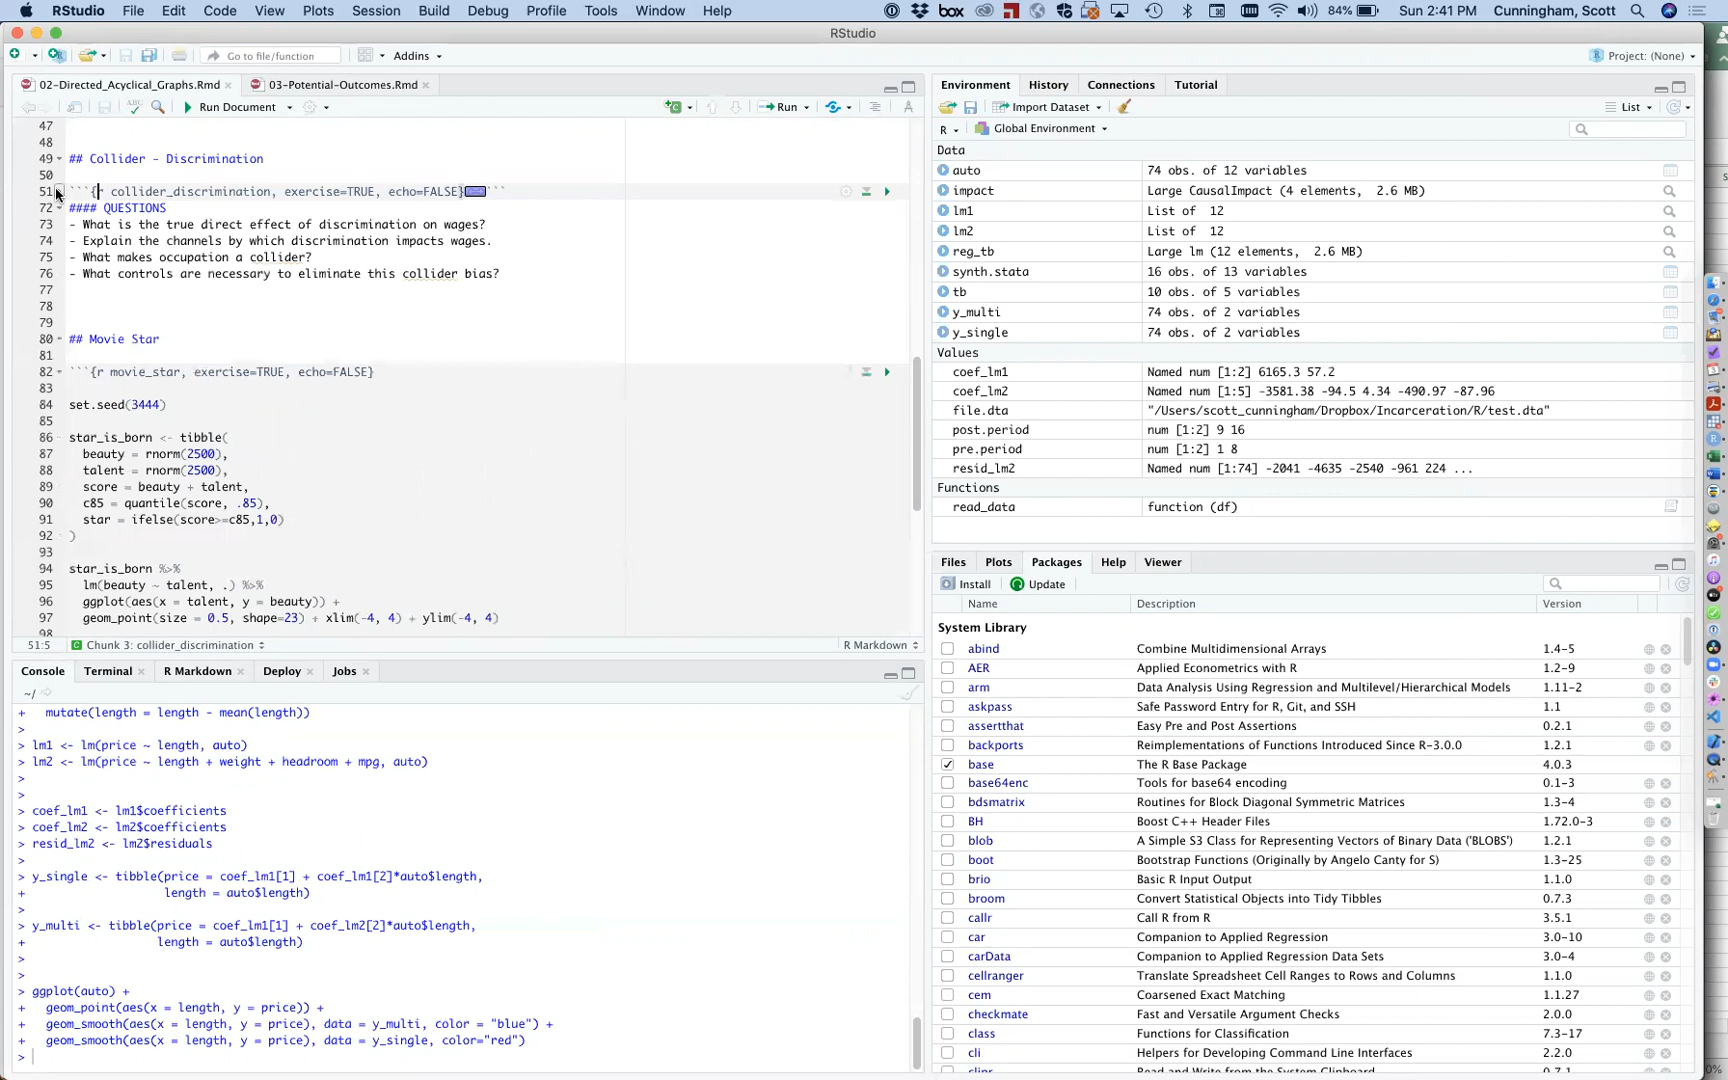 RStudio File Edit Code View Plots Session Build Debug Profile Tools Window Help
box 84% Sun 2:41 PM Cunningham, Scott
RStudio
Go to file/function Addins Project: (None)
02-Directed_Acyclical_Graphs.Rmd 03-Potential-Outcomes.Rmd
Run Document Run
47
48
49 ## Collider - Discrimination
50
51 ```{r collider_discrimination, exercise=TRUE, echo=FALSE} ```
72 #### QUESTIONS
73 - What is the true direct effect of discrimination on wages?
74 - Explain the channels by which discrimination impacts wages.
75 - What makes occupation a collider?
76 - What controls are necessary to eliminate this collider bias?
77
78
79
80 ## Movie Star
81
82 ```{r movie_star, exercise=TRUE, echo=FALSE}
83
84 set.seed(3444)
85
86 star_is_born <- tibble(
87 beauty = rnorm(2500),
88 talent = rnorm(2500),
89 score = beauty + talent,
90 c85 = quantile(score, .85),
91 star = ifelse(score>=c85,1,0)
92 )
93
94 star_is_born %>%
95 lm(beauty ~ talent, .) %>%
96 ggplot(aes(x = talent, y = beauty)) +
97 geom_point(size = 0.5, shape=23) + xlim(-4, 4) + ylim(-4, 4)
98
51:5 Chunk 3: collider_discrimination R Markdown
Console Terminal R Markdown Deploy Jobs
~/
+ mutate(length = length - mean(length))
>
> lm1 <- lm(price ~ length, auto)
> lm2 <- lm(price ~ length + weight + headroom + mpg, auto)
>
>
> coef_lm1 <- lm1$coefficients
> coef_lm2 <- lm2$coefficients
> resid_lm2 <- lm2$residuals
>
> y_single <- tibble(price = coef_lm1[1] + coef_lm1[2]*auto$length,
+ length = auto$length)
>
> y_multi <- tibble(price = coef_lm1[1] + coef_lm2[2]*auto$length,
+ length = auto$length)
>
>
> ggplot(auto) +
+ geom_point(aes(x = length, y = price)) +
+ geom_smooth(aes(x = length, y = price), data = y_multi, color = "blue") +
+ geom_smooth(aes(x = length, y = price), data = y_single, color="red")
>
Environment History Connections Tutorial
Import Dataset List
R Global Environment
Data
auto 74 obs. of 12 variables
impact Large CausalImpact (4 elements, 2.6 MB)
lm1 List of 12
lm2 List of 12
reg_tb Large lm (12 elements, 2.6 MB)
synth.stata 16 obs. of 13 variables
tb 10 obs. of 5 variables
y_multi 74 obs. of 2 variables
y_single 74 obs. of 2 variables
Values
coef_lm1 Named num [1:2] 6165.3 57.2
coef_lm2 Named num [1:5] -3581.38 -94.5 4.34 -490.97 -87.96
file.dta "/Users/scott_cunningham/Dropbox/Incarceration/R/test.dta"
post.period num [1:2] 9 16
pre.period num [1:2] 1 8
resid_lm2 Named num [1:74] -2041 -4635 -2540 -961 224 ...
Functions
read_data function (df)
Files Plots Packages Help Viewer
Install Update
Name Description Version
System Library
abind Combine Multidimensional Arrays 1.4-5
AER Applied Econometrics with R 1.2-9
arm Data Analysis Using Regression and Multilevel/Hierarchical Models 1.11-2
askpass Safe Password Entry for R, Git, and SSH 1.1
assertthat Easy Pre and Post Assertions 0.2.1
backports Reimplementations of Functions Introduced Since R-3.0.0 1.2.1
base The R Base Package 4.0.3
base64enc Tools for base64 encoding 0.1-3
bdsmatrix Routines for Block Diagonal Symmetric Matrices 1.3-4
BH Boost C++ Header Files 1.72.0-3
blob A Simple S3 Class for Representing Vectors of Binary Data ('BLOBS') 1.2.1
boot Bootstrap Functions (Originally by Angelo Canty for S) 1.3-25
brio Basic R Input Output 1.1.0
broom Convert Statistical Objects into Tidy Tibbles 0.7.3
callr Call R from R 3.5.1
car Companion to Applied Regression 3.0-10
carData Companion to Applied Regression Data Sets 3.0-4
cellranger Translate Spreadsheet Cell Ranges to Rows and Columns 1.1.0
cem Coarsened Exact Matching 1.1.27
checkmate Fast and Versatile Argument Checks 2.0.0
class Functions for Classification 7.3-17
cli Helpers for Developing Command Line Interfaces 2.2.0
clipr Read and Write from the System Clipboard 0.7.1